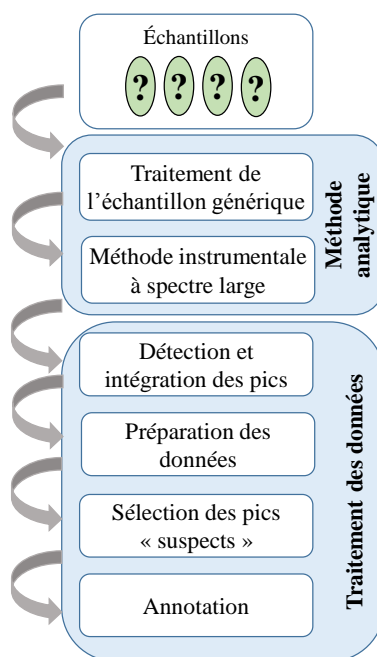 Échantillons
? ? ? ?
Traitement de
l’échantillon générique
Méthode instrumentale
à spectre large
Méthode
analytique
Détection et
intégration des pics
Préparation des
données
Sélection des pics
« suspects »
Annotation
Traitement des données